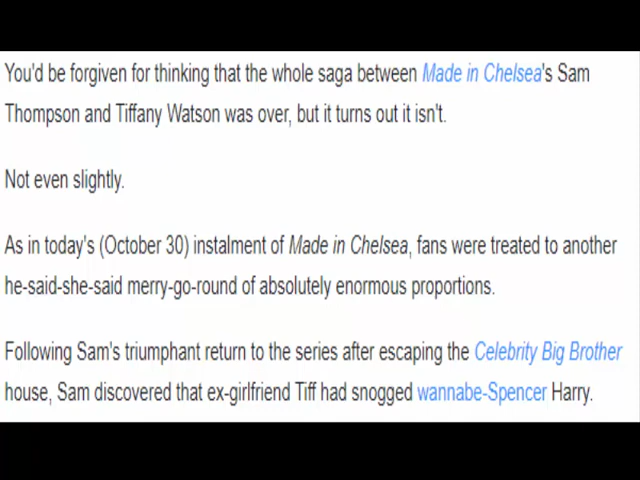 You'd be forgiven for thinking that the whole saga between Made in Chelsea's Sam
Thompson and Tiffany Watson was over, but it turns out it isn't.
Not even slightly.
As in today's (October 30) instalment of Made in Chelsea, fans were treated to another
he-said-she-said merry-go-round of absolutely enormous proportions.
Following Sam's triumphant return to the series after escaping the Celebrity Big Brother
house, Sam discovered that ex-girlfriend Tiff had snogged wannabe-Spencer Harry.